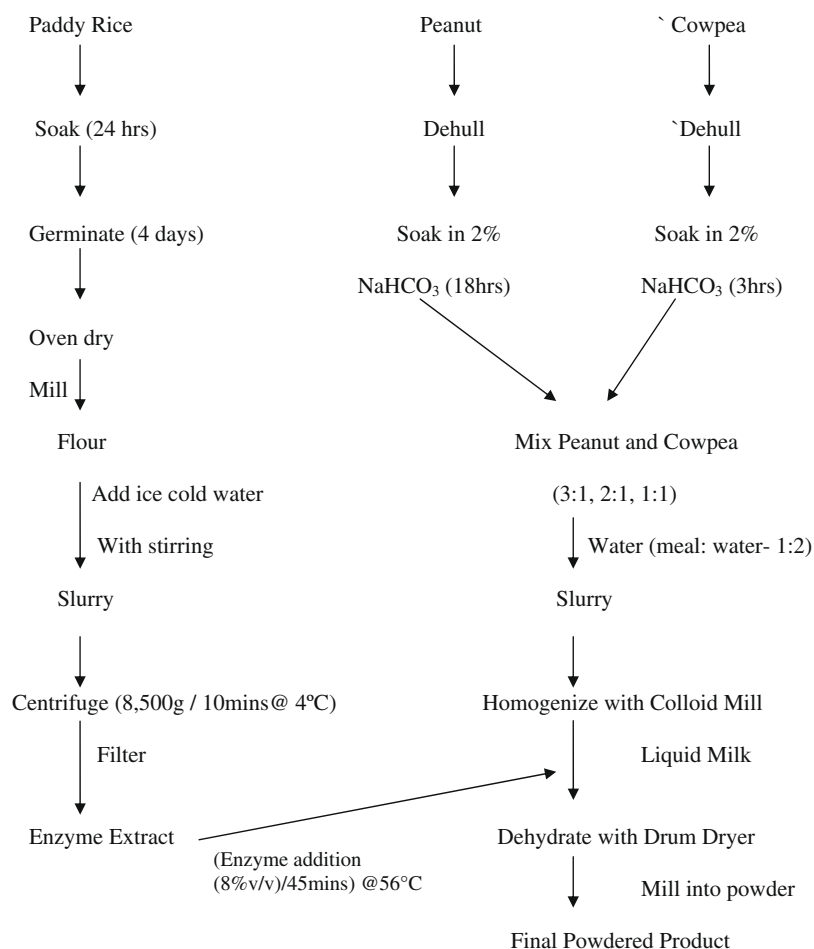 Paddy Rice Peanut ` Cowpea
Soak (24 hrs) Dehull `Dehull
Germinate (4 days) Soak in 2% Soak in 2%
NaHCO₃ (18hrs) NaHCO₃ (3hrs)
Oven dry
Mill
Flour Mix Peanut and Cowpea
Add ice cold water (3:1, 2:1, 1:1)
With stirring Water (meal: water- 1:2)
Slurry Slurry
Centrifuge (8,500g / 10mins@ 4ºC) Homogenize with Colloid Mill
Filter Liquid Milk
Enzyme Extract Dehydrate with Drum Dryer
(Enzyme addition
(8%v/v)/45mins) @56°C Mill into powder
Final Powdered Product